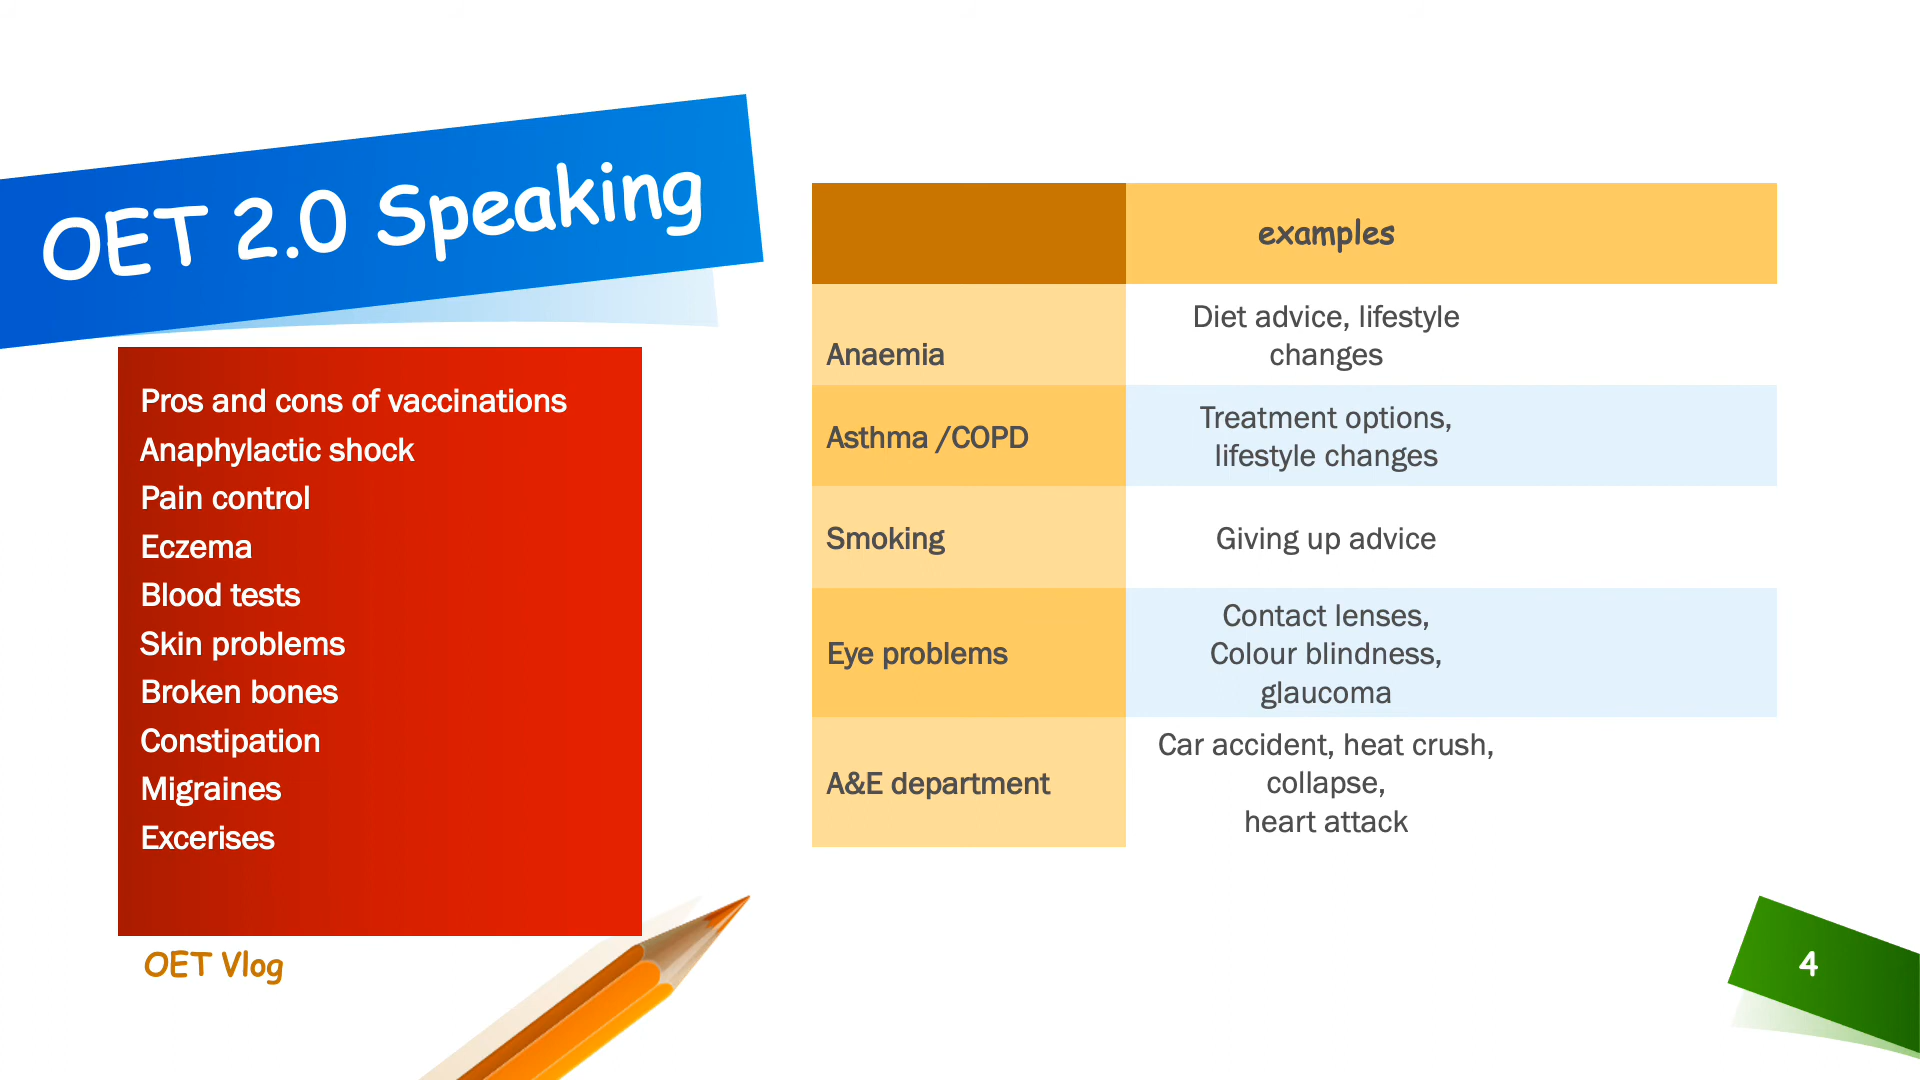 OET 2.0 Speaking
Pros and cons of vaccinations
Anaphylactic shock
Pain control
Eczema
Blood tests
Skin problems
Broken bones
Constipation
Migraines
Excerises
OET Vlog
examples
Anaemia
Diet advice, lifestyle
changes
Asthma /COPD
Treatment options,
lifestyle changes
Smoking
Giving up advice
Eye problems
Contact lenses,
Colour blindness,
glaucoma
A&E department
Car accident, heat crush,
collapse,
heart attack
4